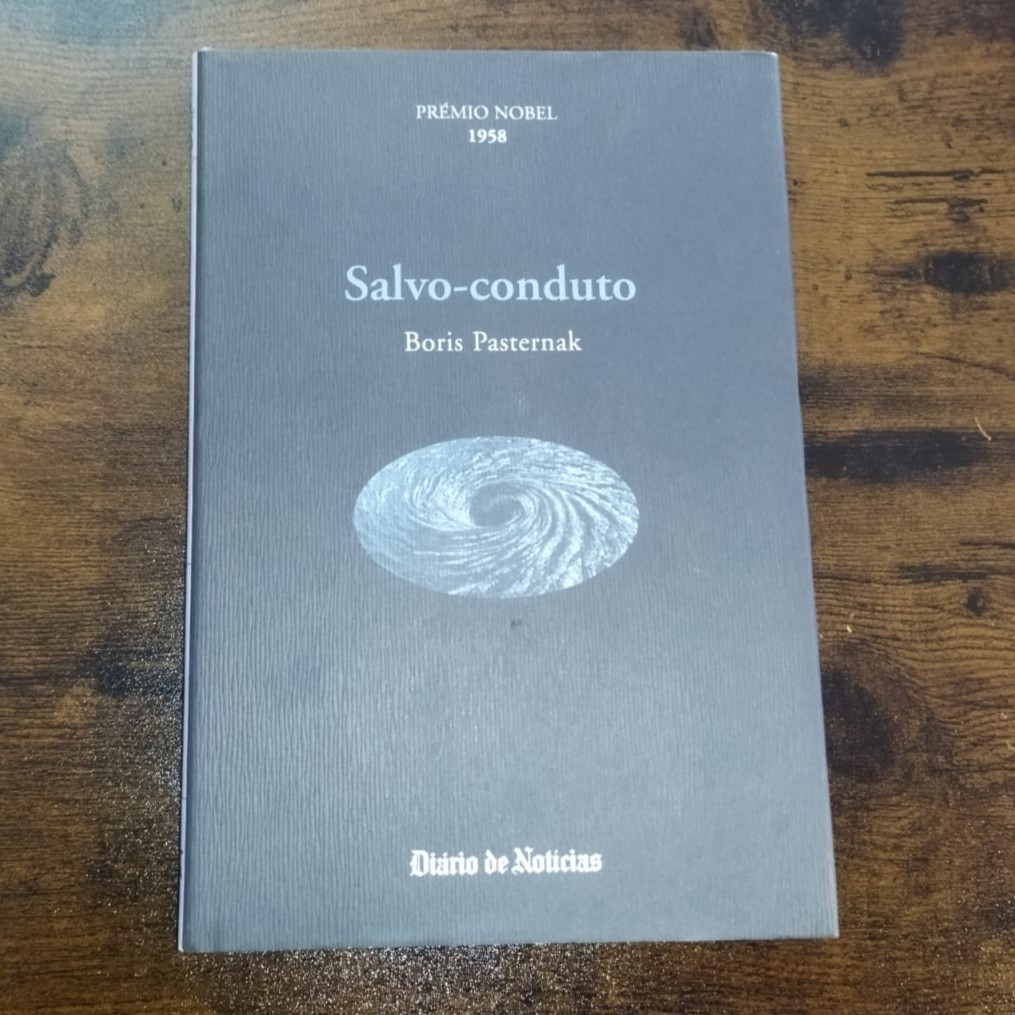 PRÉMIO NOBEL
1958
Salvo-conduto
Boris Pasternak
Diário de Notícias